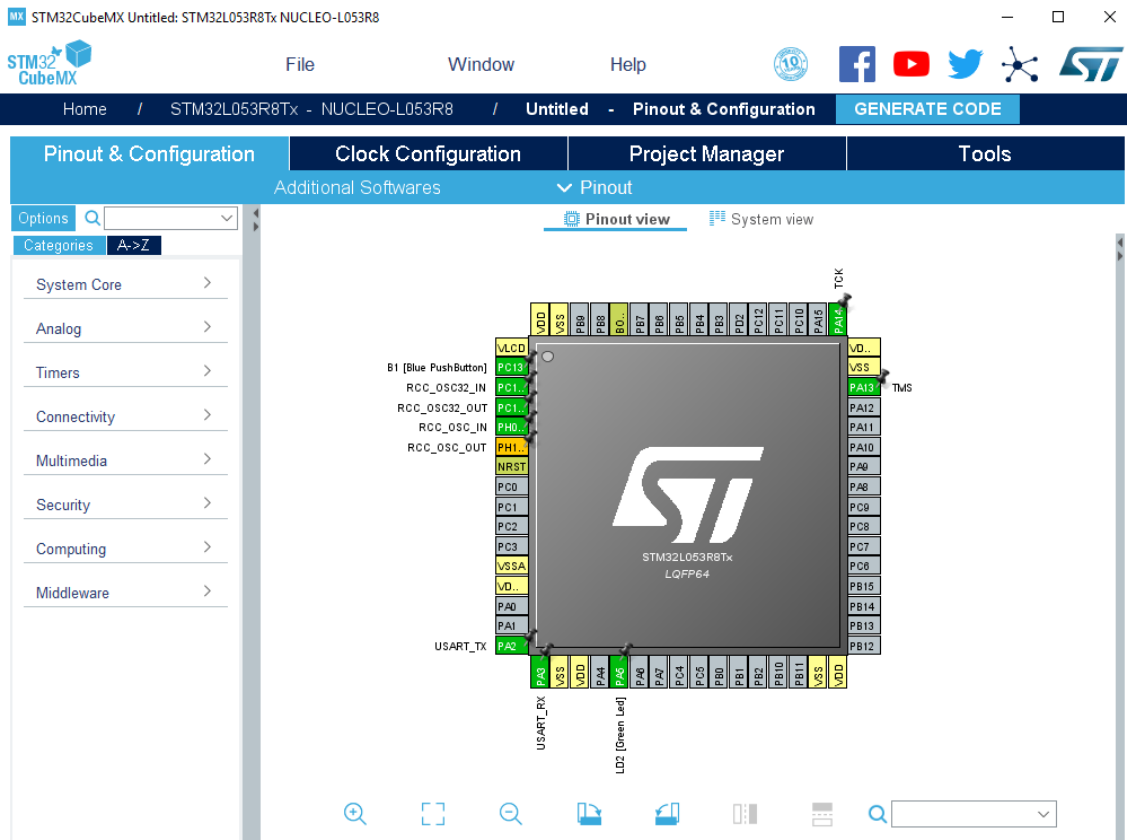 MX STM32CubeMX Untitled: STM32L053R8Tx NUCLEO-L053R8
STM32
CubeMX
File Window Help
10
Home / STM32L053R8Tx - NUCLEO-L053R8 / Untitled - Pinout & Configuration GENERATE CODE
Pinout & Configuration Clock Configuration Project Manager Tools
Additional Softwares Pinout
Options
Pinout view System view
Categories A->Z
System Core
Analog
Timers
Connectivity
Multimedia
Security
Computing
Middleware
TCK
VDD VSS PB9 PB8 BO.. PB7 PB6 PB5 PB4 PB3 PD2 PC12 PC11 PC10 PA15 PA14
VLCD
B1 [Blue PushButton] PC13
RCC_OSC32_IN PC1..
RCC_OSC32_OUT PC1..
RCC_OSC_IN PH0..
RCC_OSC_OUT PH1..
NRST
PC0
PC1
PC2
PC3
VSSA
VD..
PA0
PA1
USART_TX PA2
VD..
VSS
PA13 TMS
PA12
PA11
PA10
PA9
PA8
PC9
PC8
PC7
PC6
PB15
PB14
PB13
PB12
STM32L053R8Tx
LQFP64
PA3 VSS VDD PA4 PA5 PA6 PA7 PC4 PC5 PB0 PB1 PB2 PB10 PB11 VSS VDD
USART_RX
LD2 [Green Led]